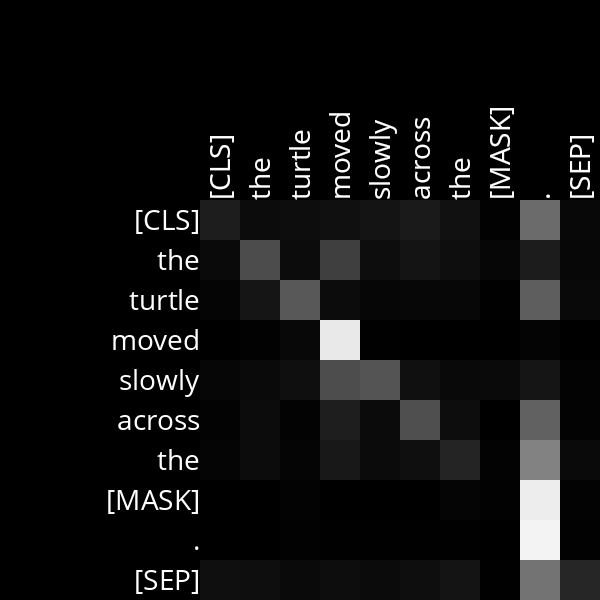 [CLS] the turtle moved slowly across the [MASK] . [SEP]
[CLS]
the
turtle
moved
slowly
across
the
[MASK]
.
[SEP]